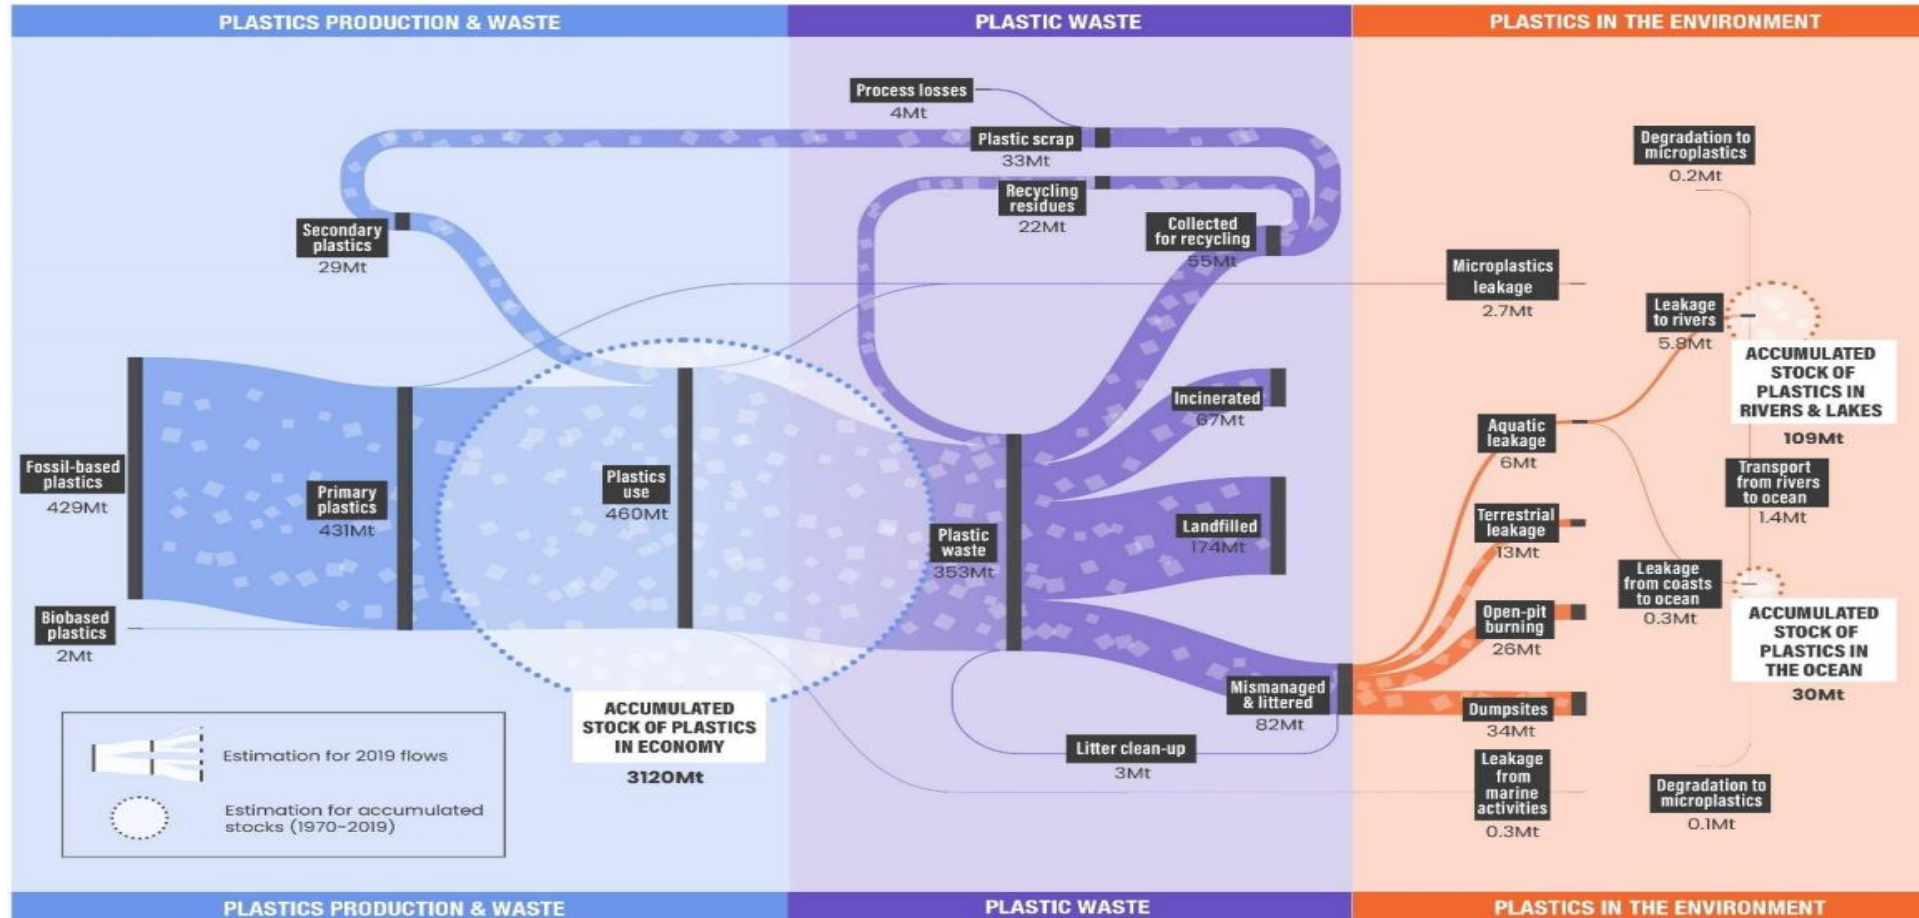 PLASTICS PRODUCTION & WASTE
PLASTIC WASTE
PLASTICS IN THE ENVIRONMENT
Process losses
4Mt
Plastic scrap
33Mt
Recycling
residues
22Mt
Collected
for recycling
55Mt
Secondary
plastics
29Mt
Fossil-based
plastics
429Mt
Biobased
plastics
2Mt
Primary
plastics
431Mt
Plastics
use
460Mt
ACCUMULATED
STOCK OF PLASTICS
IN ECONOMY
3120Mt
Estimation for 2019 flows
Estimation for accumulated
stocks (1970-2019)
Plastic
waste
353Mt
Incinerated
67Mt
Landfilled
174Mt
Mismanaged
& littered
82Mt
Litter clean-up
3Mt
Degradation to
microplastics
0.2Mt
Microplastics
leakage
2.7Mt
Leakage
to rivers
5.8Mt
ACCUMULATED
STOCK OF
PLASTICS IN
RIVERS & LAKES
109Mt
Aquatic
leakage
6Mt
Transport
from rivers
to ocean
1.4Mt
Terrestrial
leakage
13Mt
Leakage
from coasts
to ocean
0.3Mt
Open-pit
burning
26Mt
ACCUMULATED
STOCK OF
PLASTICS IN
THE OCEAN
30Mt
Dumpsites
34Mt
Leakage
from
marine
activities
0.3Mt
Degradation to
microplastics
0.1Mt
PLASTICS PRODUCTION & WASTE
PLASTIC WASTE
PLASTICS IN THE ENVIRONMENT